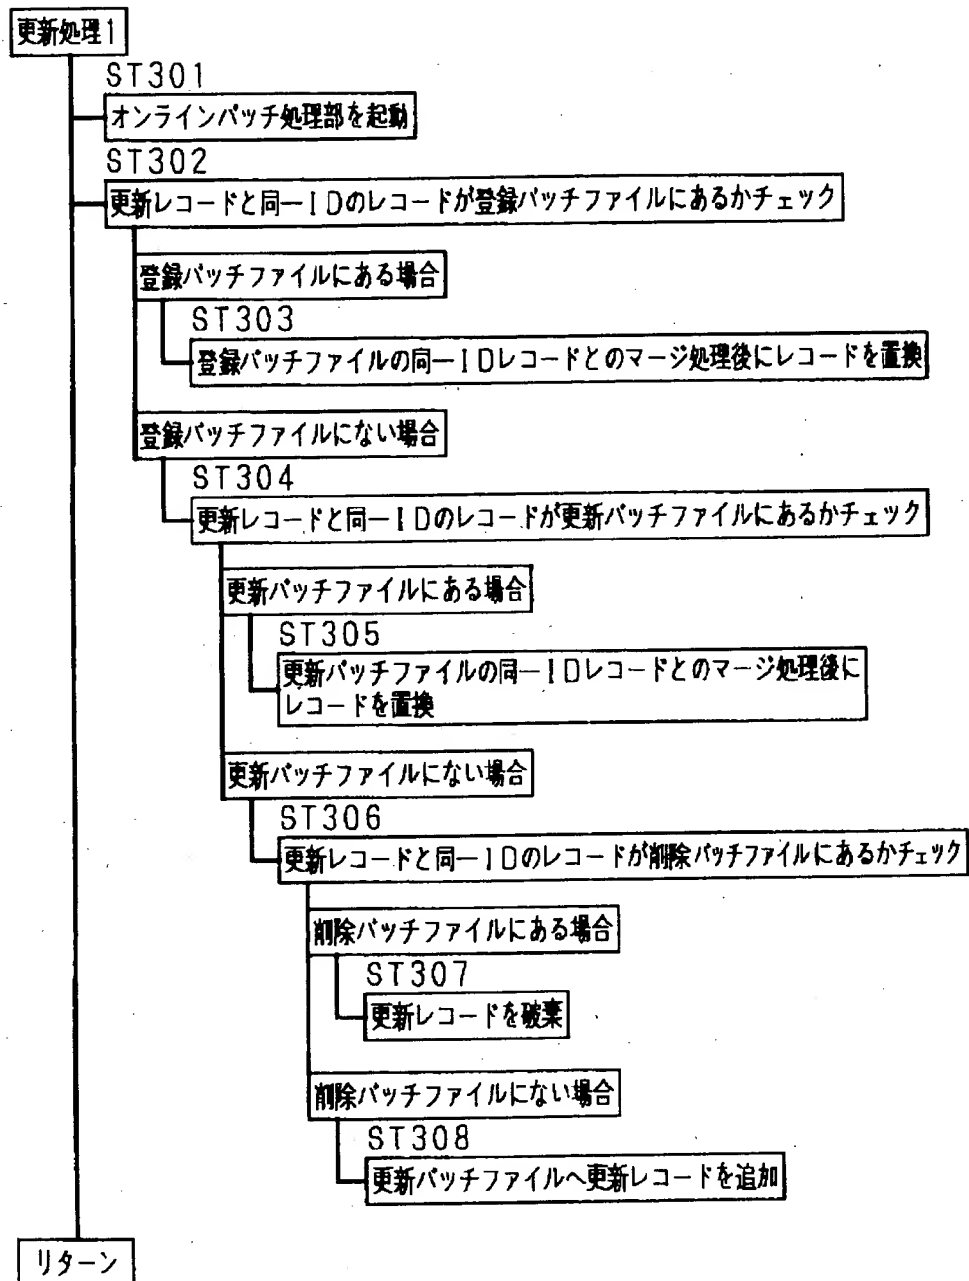 更新処理1
ST301
オンラインパッチ処理部を起動
ST302
更新レコードと同一IDのレコードが登録パッチファイルにあるかチェック
登録パッチファイルにある場合
ST303
登録パッチファイルの同一IDレコードとのマージ処理後にレコードを置換
登録パッチファイルにない場合
ST304
更新レコードと同一IDのレコードが更新パッチファイルにあるかチェック
更新パッチファイルにある場合
ST305
更新パッチファイルの同一IDレコードとのマージ処理後に
レコードを置換
更新パッチファイルにない場合
ST306
更新レコードと同一IDのレコードが削除パッチファイルにあるかチェック
削除パッチファイルにある場合
ST307
更新レコードを破棄
削除パッチファイルにない場合
ST308
更新パッチファイルへ更新レコードを追加
リターン